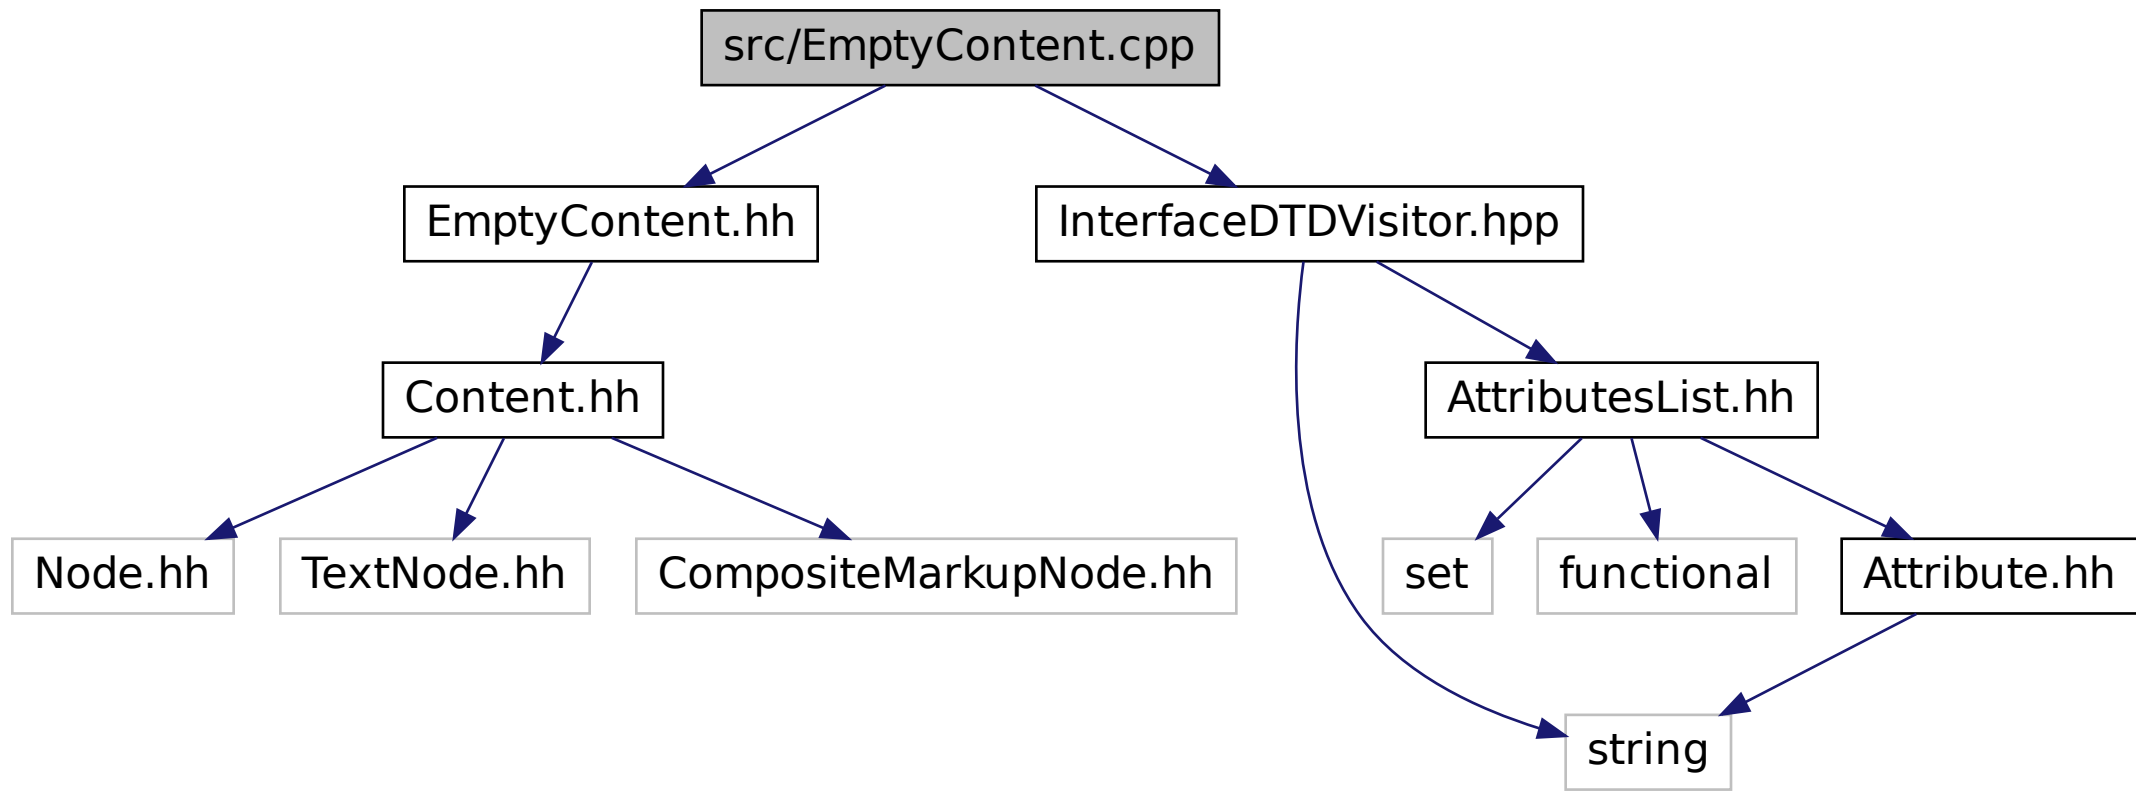 src/EmptyContent.cpp
EmptyContent.hh
InterfaceDTDVisitor.hpp
Content.hh
AttributesList.hh
Node.hh
TextNode.hh
CompositeMarkupNode.hh
set
functional
Attribute.hh
string